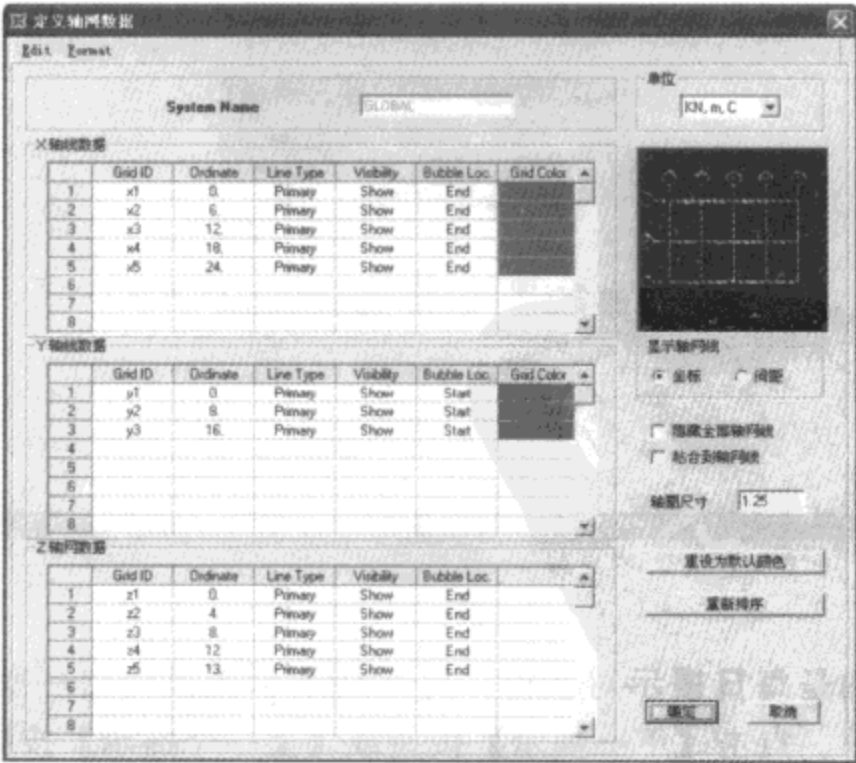 定义轴网数据
Edit Format
System Name GLOBAL
单位
KN, m, C
X 轴线数据
Grid ID Ordinate Line Type Visibility Bubble Loc. Grid Color
1 x1 0. Primary Show End
2 x2 6. Primary Show End
3 x3 12. Primary Show End
4 x4 18. Primary Show End
5 x5 24. Primary Show End
6
7
8
Y 轴线数据
Grid ID Ordinate Line Type Visibility Bubble Loc. Grid Color
1 y1 0. Primary Show Start
2 y2 8. Primary Show Start
3 y3 16. Primary Show Start
4
5
6
7
8
Z 轴网数据
Grid ID Ordinate Line Type Visibility Bubble Loc.
1 z1 0. Primary Show End
2 z2 4. Primary Show End
3 z3 8. Primary Show End
4 z4 12. Primary Show End
5 z5 13. Primary Show End
6
7
8
显示轴网线
坐标 间距
隐藏全部轴网线
粘合到轴网线
轴圈尺寸 1.25
重设为默认颜色
重新排序
确定 取消